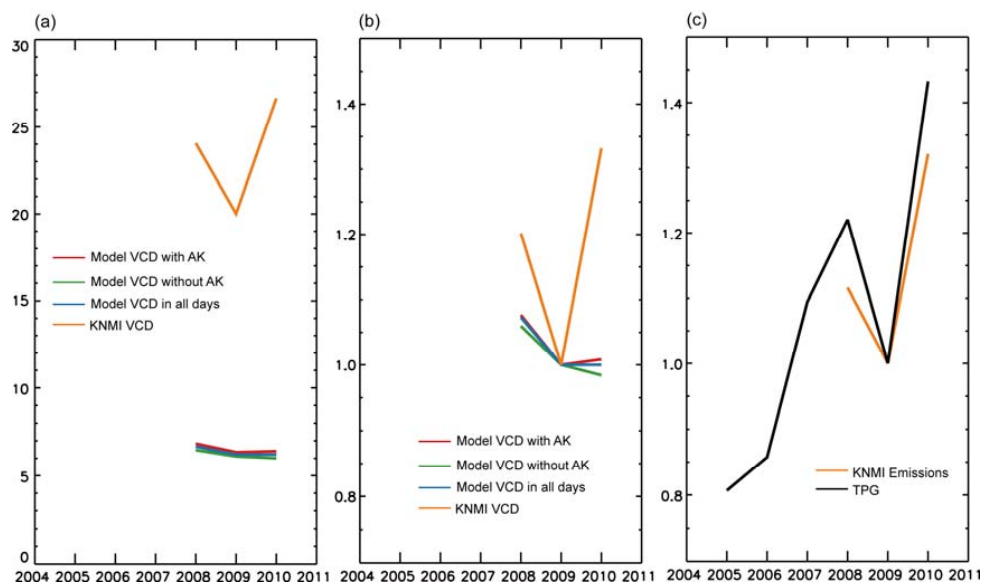 (a)
30
25
20
15
10
5
0
Model VCD with AK
Model VCD without AK
Model VCD in all days
KNMI VCD
2004 2005 2006 2007 2008 2009 2010 2011
(b)
1.4
1.2
1.0
0.8
Model VCD with AK
Model VCD without AK
Model VCD in all days
KNMI VCD
2004 2005 2006 2007 2008 2009 2010 2011
(c)
1.4
1.2
1.0
0.8
KNMI Emissions
TPG
2004 2005 2006 2007 2008 2009 2010 2011